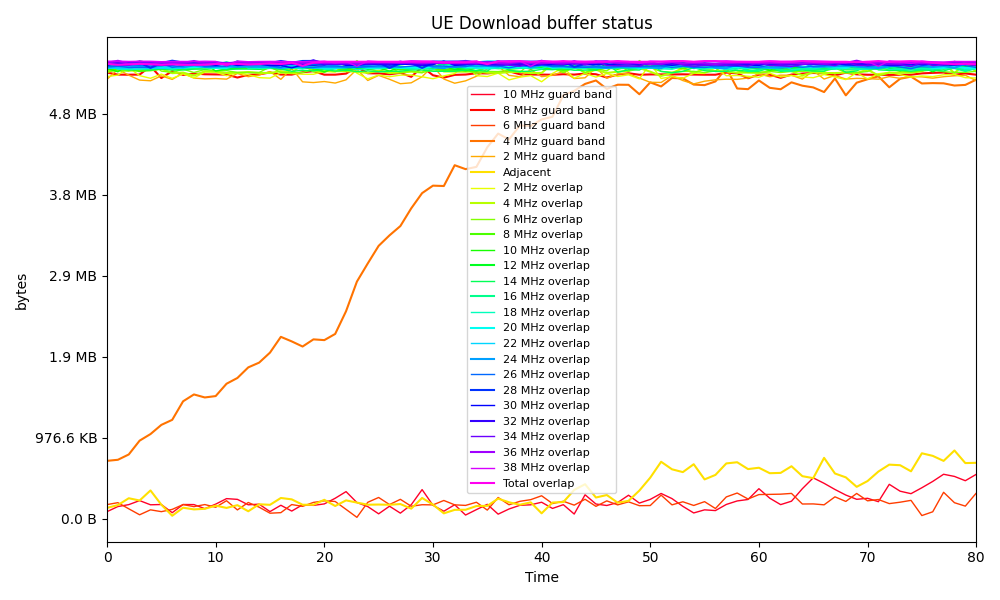 UE Download buffer status
bytes
4.8 MB
3.8 MB
2.9 MB
1.9 MB
976.6 KB
0.0 B
10 MHz guard band
8 MHz guard band
6 MHz guard band
4 MHz guard band
2 MHz guard band
Adjacent
2 MHz overlap
4 MHz overlap
6 MHz overlap
8 MHz overlap
10 MHz overlap
12 MHz overlap
14 MHz overlap
16 MHz overlap
18 MHz overlap
20 MHz overlap
22 MHz overlap
24 MHz overlap
26 MHz overlap
28 MHz overlap
30 MHz overlap
32 MHz overlap
34 MHz overlap
36 MHz overlap
38 MHz overlap
Total overlap
0 10 20 30 40 50 60 70 80
Time